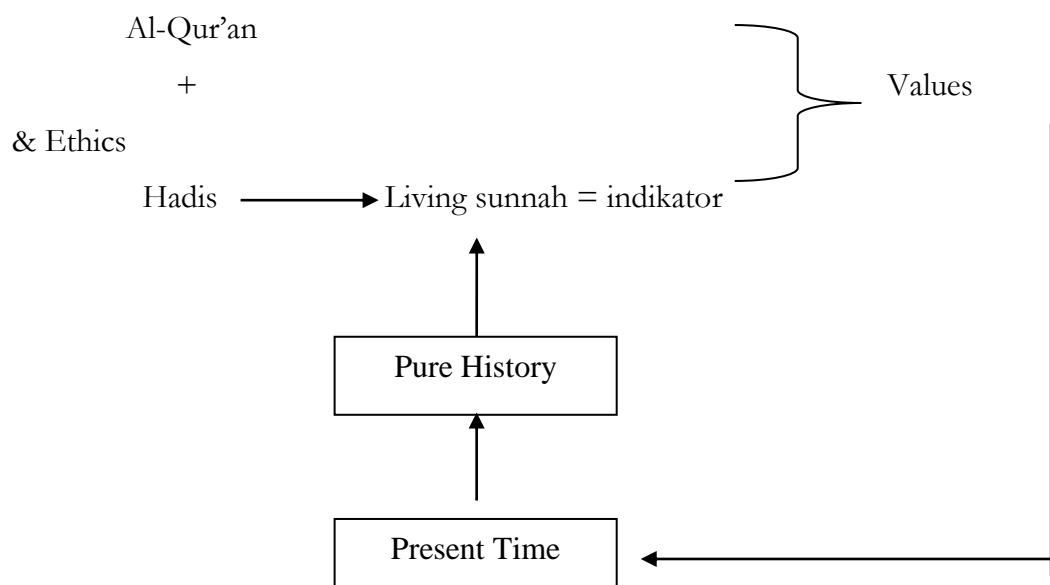 Al-Qur’an
+
Values
& Ethics
Hadis
Living sunnah = indikator
Pure History
Present Time